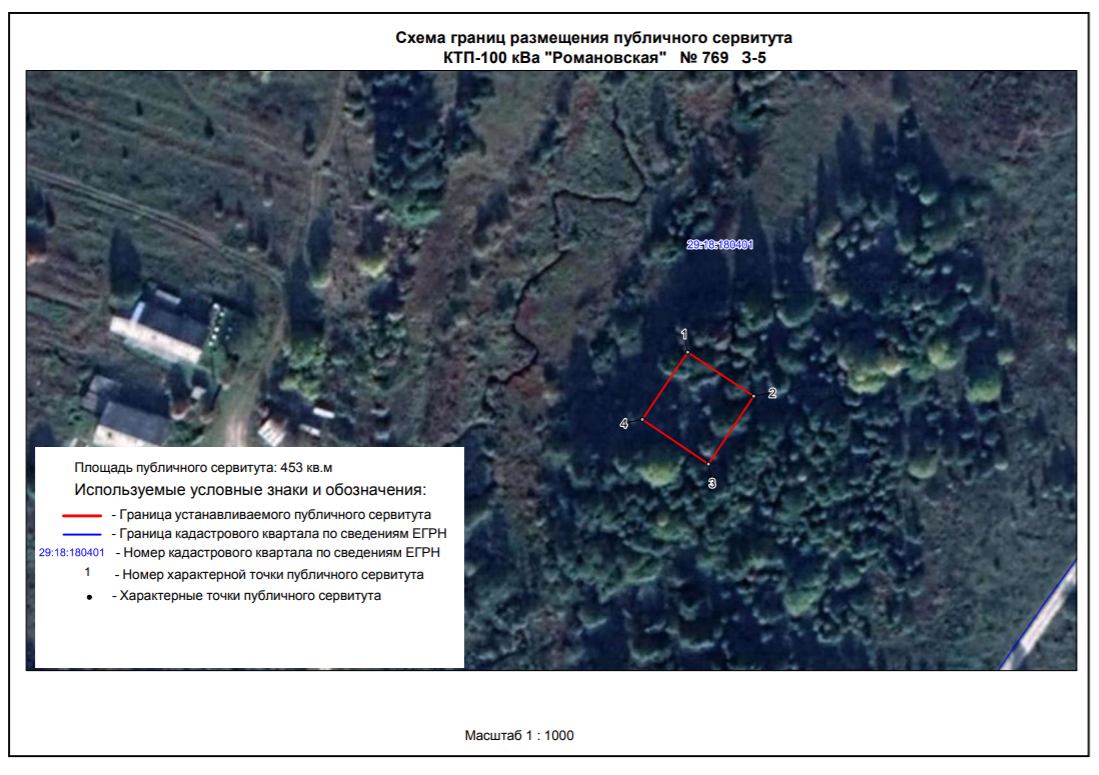 Схема границ размещения публичного сервитута
КТП-100 кВа "Романовская" № 769 З-5
29:18:180401
1
2
4
3
Площадь публичного сервитута: 453 кв.м
Используемые условные знаки и обозначения:
- Граница устанавливаемого публичного сервитута
- Граница кадастрового квартала по сведениям ЕГРН
29:18:180401 - Номер кадастрового квартала по сведениям ЕГРН
1 - Номер характерной точки публичного сервитута
- Характерные точки публичного сервитута
Масштаб 1 : 1000